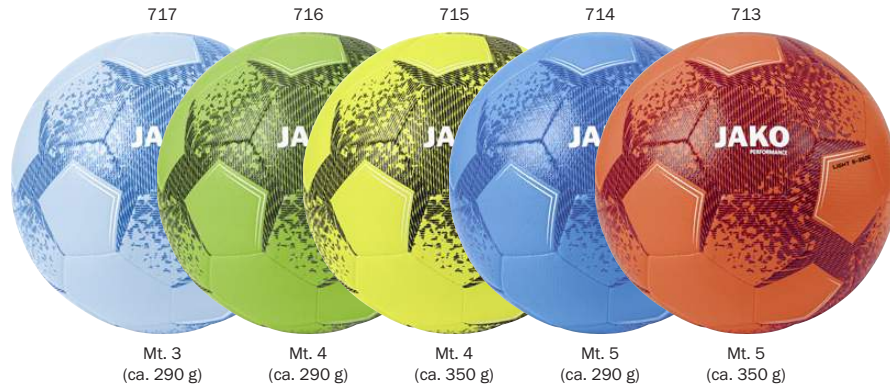 717 716 715 714 713
JA
JA
JA
JA
JAKO
PERFORMANCE
LIGHT
Mt. 3 Mt. 4 Mt. 4 Mt. 5 Mt. 5
(ca. 290 g) (ca. 290 g) (ca. 350 g) (ca. 290 g) (ca. 350 g)